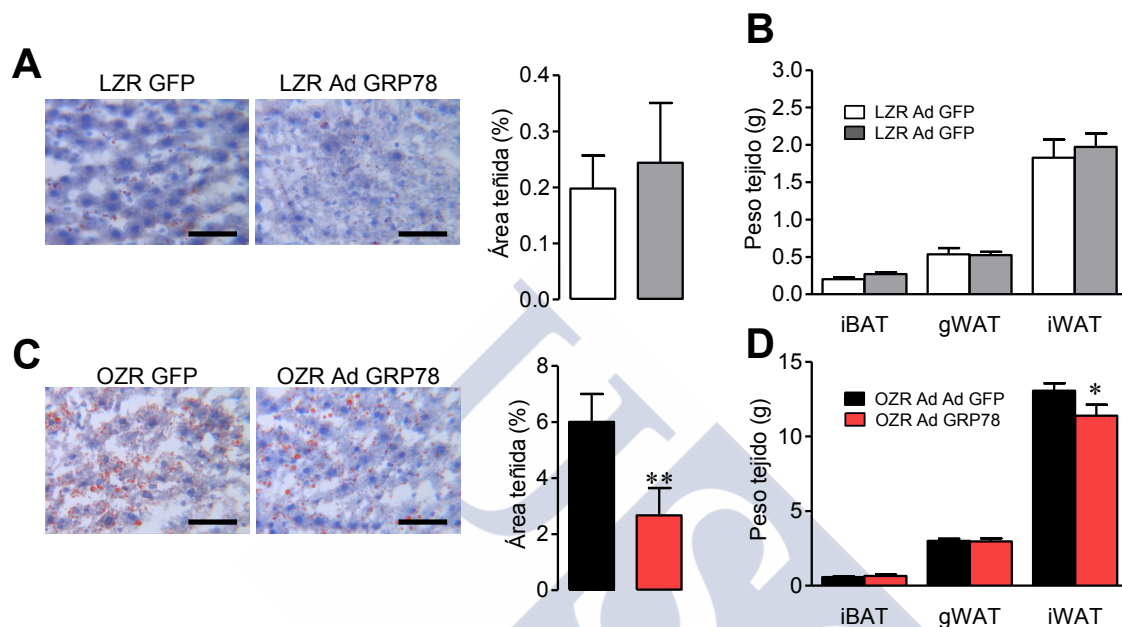 A
LZR GFP
LZR Ad GRP78
Área teñida (%)
0.4
0.3
0.2
0.1
0.0
B
Peso tejido (g)
3.0
2.5
2.0
1.5
1.0
0.5
0.0
LZR Ad GFP
LZR Ad GFP
iBAT
gWAT
iWAT
C
OZR GFP
OZR Ad GRP78
Área teñida (%)
8
6
4
2
0
**
D
Peso tejido (g)
15
10
5
0
OZR Ad Ad GFP
OZR Ad GRP78
*
iBAT
gWAT
iWAT